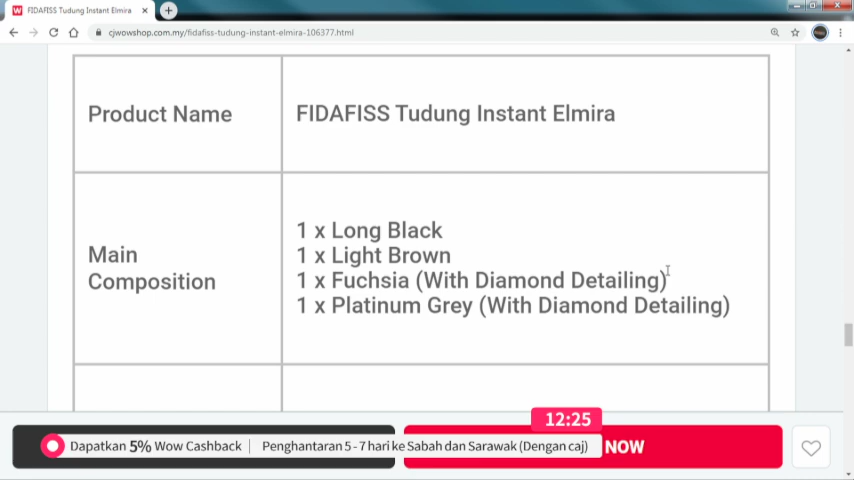 FIDAFISS Tudung Instant Elmira
cjwowshop.com.my/fidafiss-tudung-instant-elmira-106377.html
Product Name
FIDAFISS Tudung Instant Elmira
Main
Composition
1 x Long Black
1 x Light Brown
1 x Fuchsia (With Diamond Detailing)
1 x Platinum Grey (With Diamond Detailing)
12:25
Dapatkan 5% Wow Cashback
Penghantaran 5 - 7 hari ke Sabah dan Sarawak (Dengan caj)
NOW